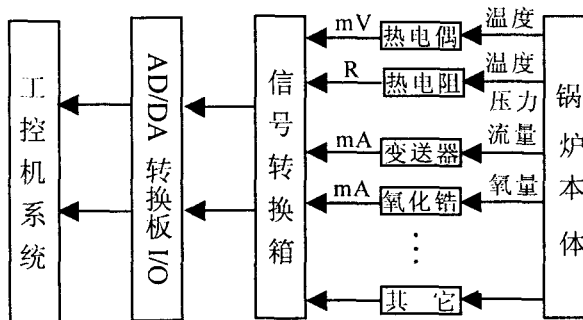 工控机系统
AD/DA 转换板 I/O
信号转换箱
mV
热电偶
温度
R
热电阻
温度
压力
mA
变送器
流量
mA
氧化锆
氧量
其它
锅炉本体